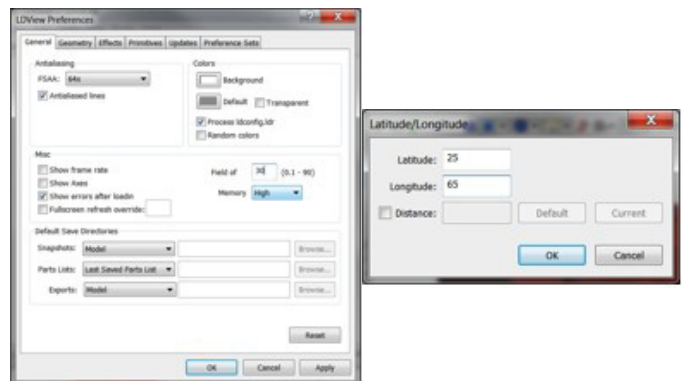 LDView Preferences
General Geometry Effects Primitives Updates Preference Sets
Antialiasing
FSAA: 64x
Antialiased lines
Colors
Background
Default Transparent
Process ldconfig.ldr
Random colors
Misc
Show frame rate
Show Axes
Show errors after loadin
Fullscreen refresh override:
Field of 30 (0.1 - 90)
Memory High
Default Save Directories
Snapshots: Model Browse...
Parts Lists: Last Saved Parts List Browse...
Exports: Model Browse...
Reset
OK Cancel Apply
Latitude/Longitude
Latitude: 25
Longitude: 65
Distance: Default Current
OK Cancel